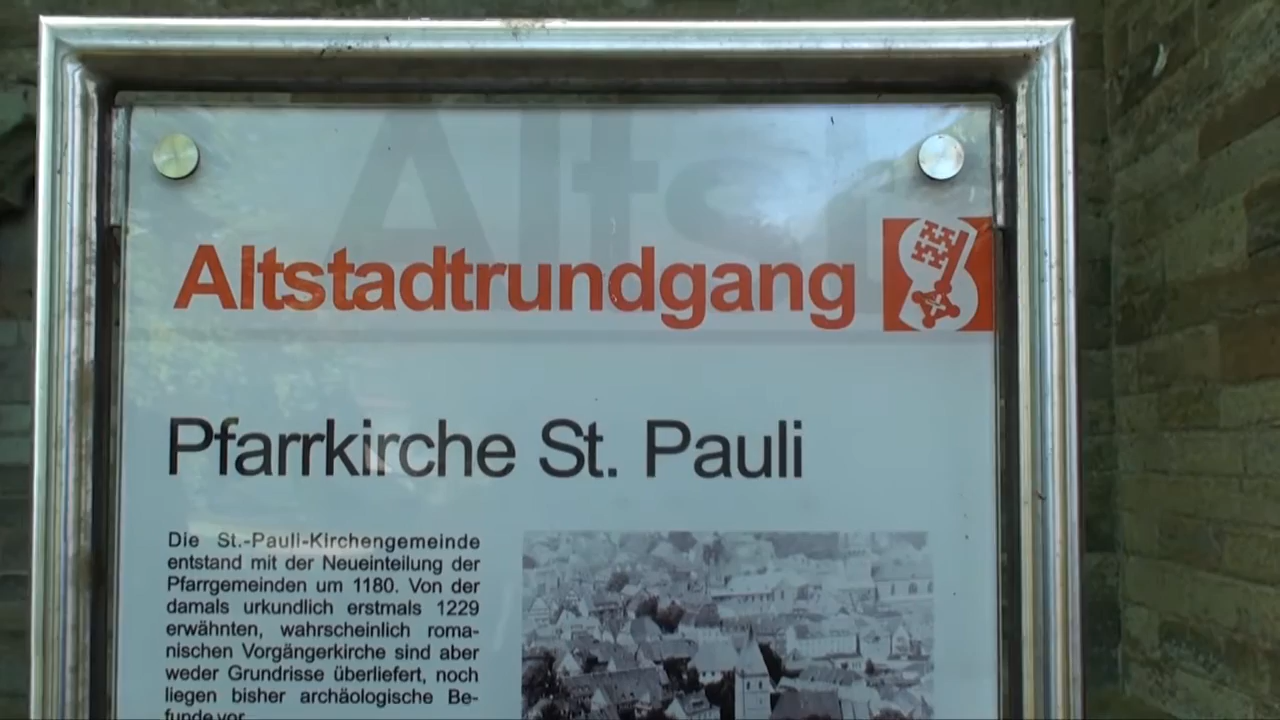 Altstadtrundgang
Pfarrkirche St. Pauli
Die St.-Pauli-Kirchengemeinde
entstand mit der Neueinteilung der
Pfarrgemeinden um 1180. Von der
damals urkundlich erstmals 1229
erwähnten, wahrscheinlich roma-
nischen Vorgängerkirche sind aber
weder Grundrisse überliefert, noch
liegen bisher archäologische Be-
funde vor.